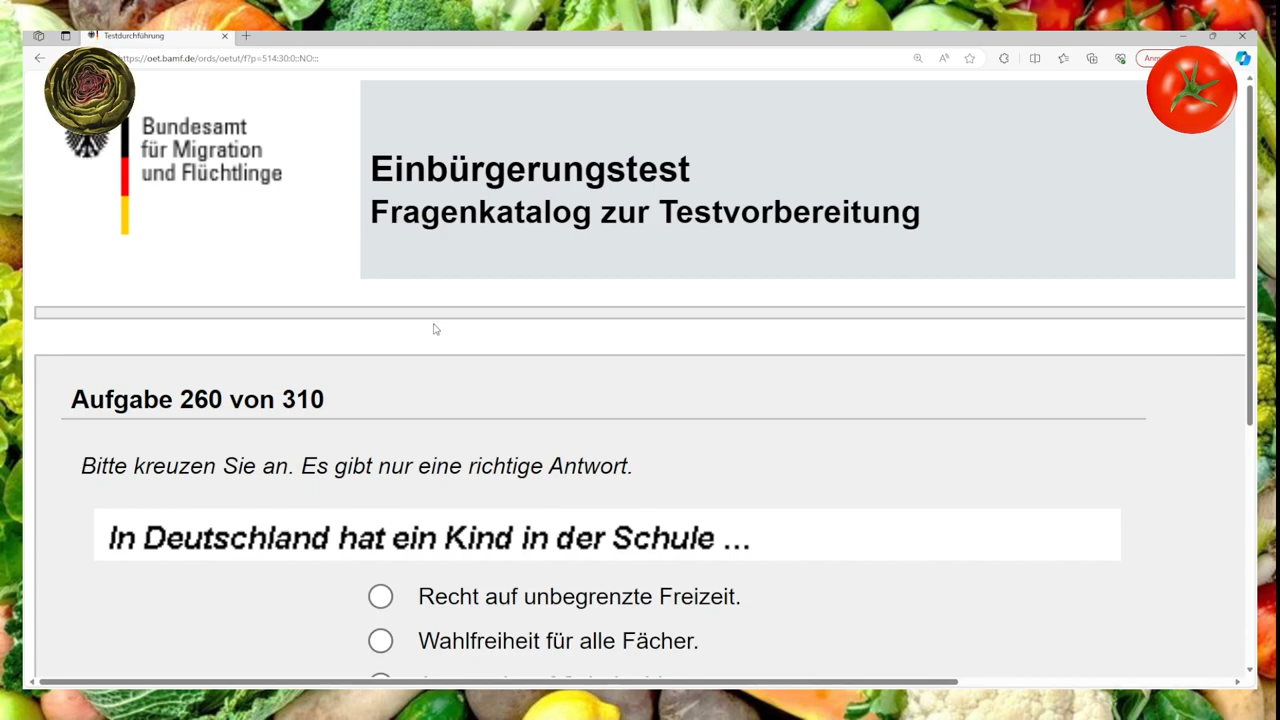 Testdurchführung
https://oet.bamf.de/ords/oetut/f?p=514:30:0::NO:::
Bundesamt
für Migration
und Flüchtlinge
Einbürgerungstest
Fragenkatalog zur Testvorbereitung
Aufgabe 260 von 310
Bitte kreuzen Sie an. Es gibt nur eine richtige Antwort.
In Deutschland hat ein Kind in der Schule ...
Recht auf unbegrenzte Freizeit.
Wahlfreiheit für alle Fächer.